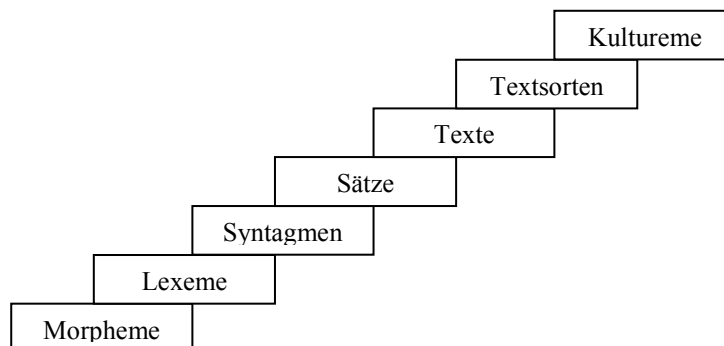 Kultureme
Textsorten
Texte
Sätze
Syntagmen
Lexeme
Morpheme